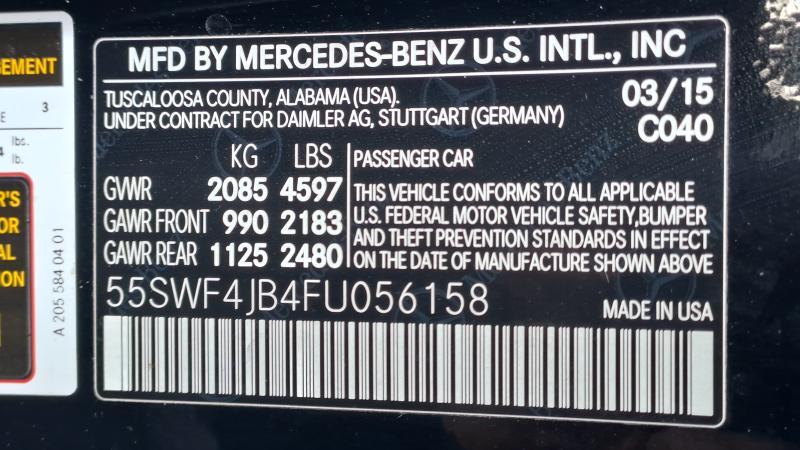 MFD BY MERCEDES-BENZ U.S. INTL., INC
TUSCALOOSA COUNTY, ALABAMA (USA).
UNDER CONTRACT FOR DAIMLER AG, STUTTGART (GERMANY)
03/15
C040
KG LBS
GVWR 2085 4597
GAWR FRONT 990 2183
GAWR REAR 1125 2480
PASSENGER CAR
THIS VEHICLE CONFORMS TO ALL APPLICABLE
U.S. FEDERAL MOTOR VEHICLE SAFETY,BUMPER
AND THEFT PREVENTION STANDARDS IN EFFECT
ON THE DATE OF MANUFACTURE SHOWN ABOVE
55SWF4JB4FU056158
MADE IN USA
3
lbs.
lb.
A 205 584 04 01